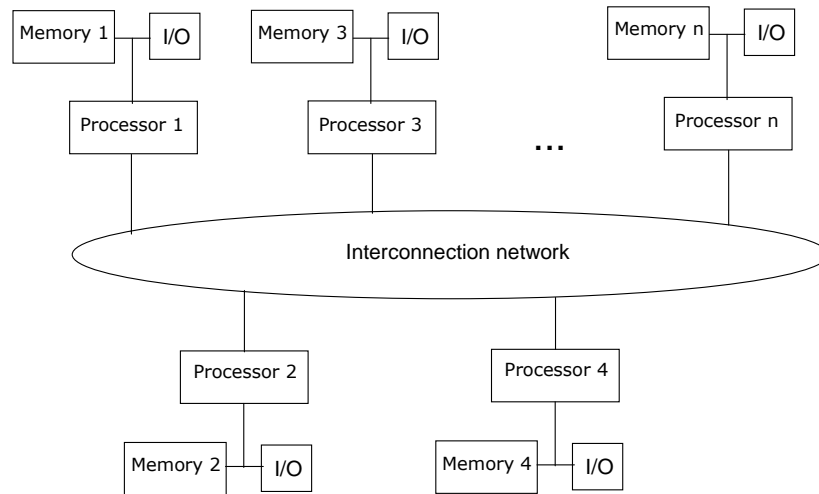 Memory 1
I/O
Memory 3
I/O
Memory n
I/O
Processor 1
Processor 3
...
Processor n
Interconnection network
Processor 2
Processor 4
Memory 2
I/O
Memory 4
I/O